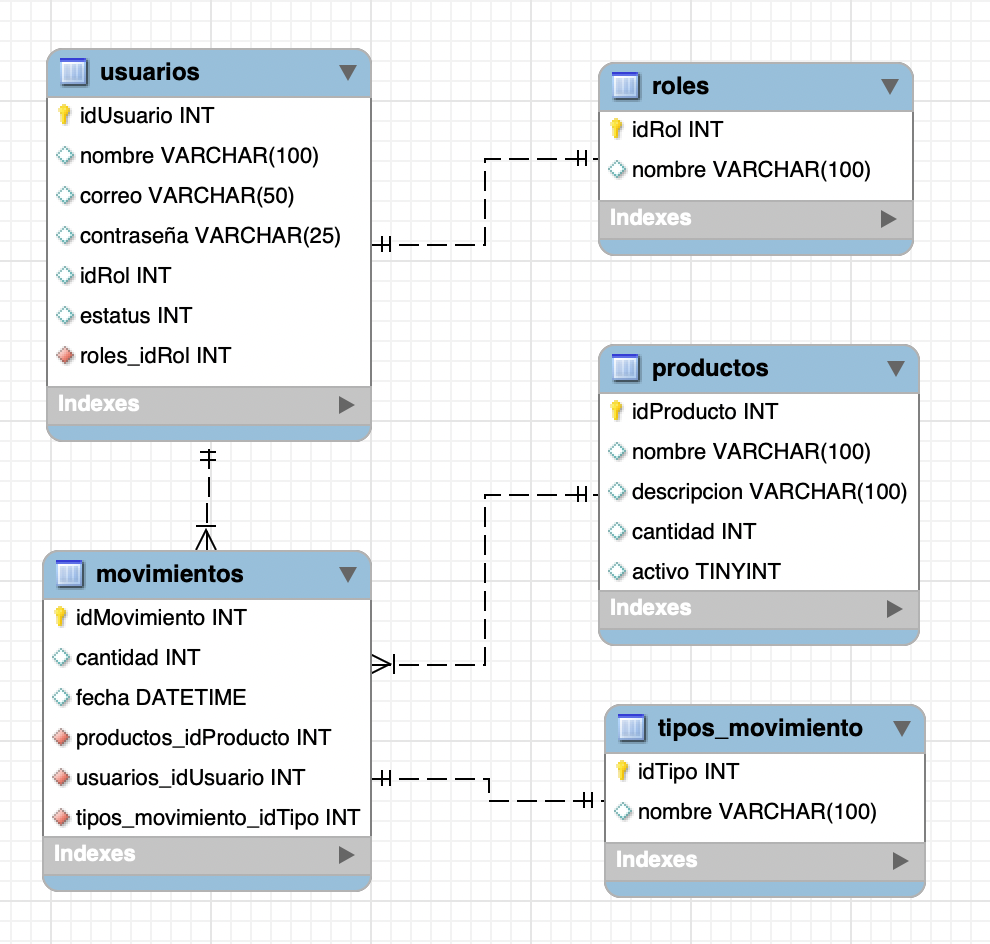 usuarios
idUsuario INT
nombre VARCHAR(100)
correo VARCHAR(50)
contraseña VARCHAR(25)
idRol INT
estatus INT
roles_idRol INT
Indexes
roles
idRol INT
nombre VARCHAR(100)
Indexes
productos
idProducto INT
nombre VARCHAR(100)
descripcion VARCHAR(100)
cantidad INT
activo TINYINT
Indexes
movimientos
idMovimiento INT
cantidad INT
fecha DATETIME
productos_idProducto INT
usuarios_idUsuario INT
tipos_movimiento_idTipo INT
Indexes
tipos_movimiento
idTipo INT
nombre VARCHAR(100)
Indexes